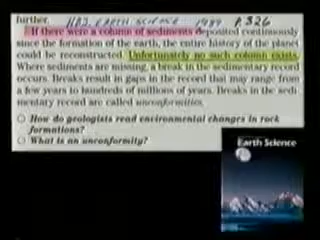 further. HBJ EARTH SCIENCE 1989 P. 326
If there were a column of sediments deposited continuously
since the formation of the earth, the entire history of the planet
could be reconstructed. Unfortunately no such column exists.
Where sediments are missing, a break in the sedimentary record
occurs. Breaks result in gaps in the record that may range from
a few years to hundreds of millions of years. Breaks in the sedi-
mentary record are called unconformities.
How do geologists read environmental changes in rock
formations?
What is an unconformity?
Earth Science